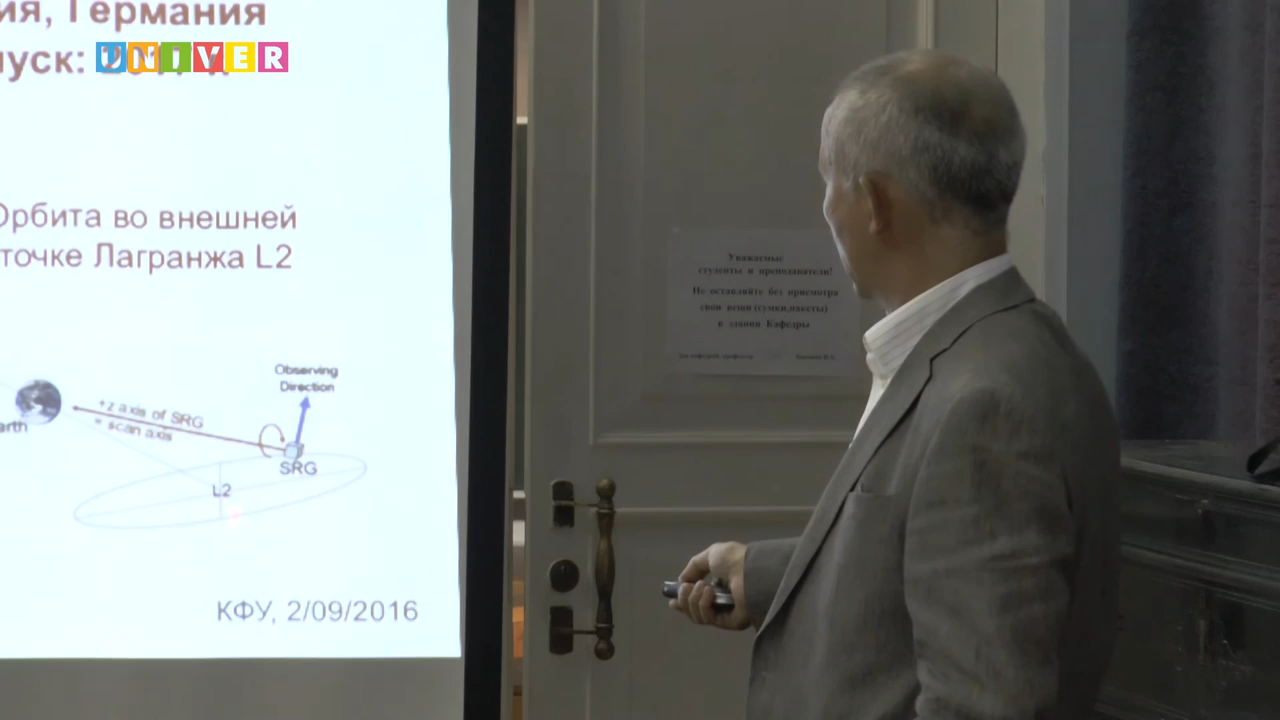 ия, Германия
уск: 2017 г.
UNIVER
Орбита во внешней
точке Лагранжа L2
Observing
Direction
+z axis of SRG
= scan axis
arth
SRG
L2
КФУ, 2/09/2016
Уважаемые
студенты и преподаватели!
Не оставляйте без присмотра
свои вещи (сумки,пакеты)
в здании Кафедры